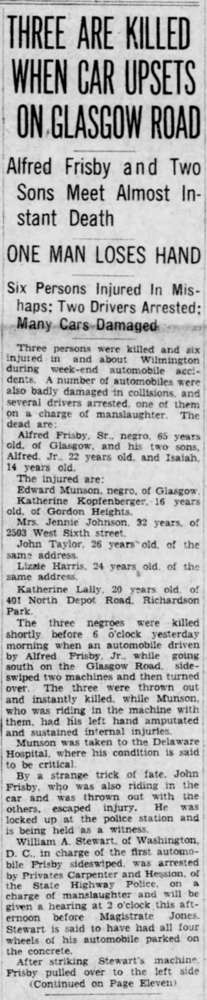 THREE ARE KILLED
WHEN CAR UPSETS
ON GLASGOW ROAD
Alfred Frisby and Two
Sons Meet Almost In-
stant Death
ONE MAN LOSES HAND
Six Persons Injured In Mis-
haps; Two Drivers Arrested;
Many Cars Damaged
Three persons were killed and six
injured in and about Wilmington
during week-end automobile acci-
dents. A number of automobiles were
also badly damaged in collisions, and
several drivers arrested, one of them
on a charge of manslaughter. The
dead are:
Alfred Frisby, Sr., negro, 65 years
old, of Glasgow, and his two sons,
Alfred, Jr., 22 years old, and Isaiah,
14 years old.
The injured are:
Edward Munson, negro, of Glasgow.
Katherine Kopfenberger, 16 years
old, of Gordon Heights.
Mrs. Jennie Johnson, 32 years, of
2503 West Sixth street.
John Taylor, 26 years old, of the
same address.
Lizzie Harris, 24 years old, of the
same address.
Katherine Lally, 20 years old, of
401 North Depot Road, Richardson
Park.
The three negroes were killed
shortly before 6 o'clock yesterday
morning when an automobile driven
by Alfred Frisby, Jr., while going
south on the Glasgow Road, side-
swiped two machines and then turned
over. The three were thrown out
and instantly killed, while Munson,
who was riding in the machine with
them, had his left hand amputated
and sustained internal injuries.
Munson was taken to the Delaware
Hospital, where his condition is said
to be critical.
By a strange trick of fate, John
Frisby, who was also riding in the
car and was thrown out with the
others, escaped injury. He was
locked up at the police station and
is being held as a witness.
William A. Stewart, of Washington,
D. C., in charge of the first automo-
bile Frisby sideswiped, was arrested
by Privates Carpenter and Hession, of
the State Highway Police, on a
charge of manslaughter and will be
given a hearing at 2 o'clock this aft-
ernoon before Magistrate Jones.
Stewart is said to have had all four
wheels of his automobile parked on
the concrete.
After striking Stewart's machine,
Frisby pulled over to the left side
(Continued on Page Eleven)